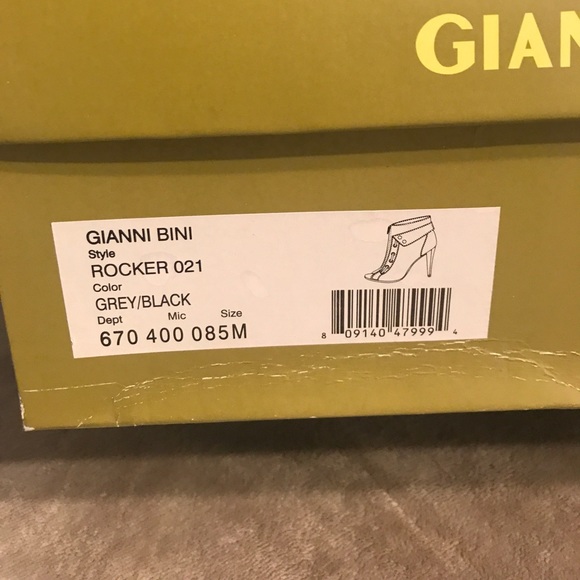 GIAN
GIANNI BINI
Style
ROCKER 021
Color
GREY/BLACK
Dept Mic Size
670 400 085M
8 09140 47999 4